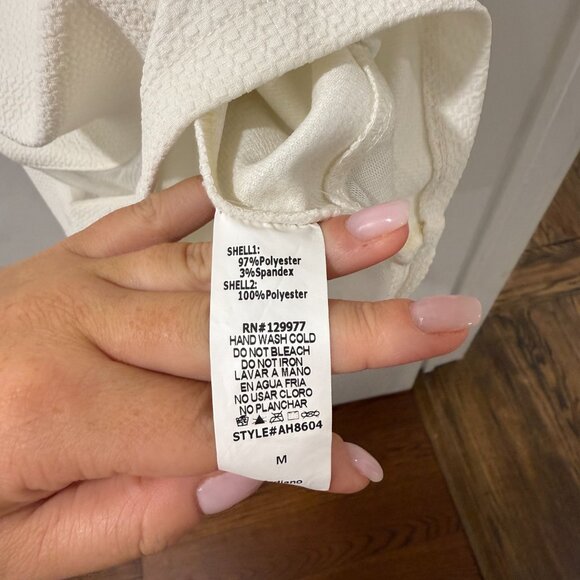 SHELL1:
97%Polyester
3%Spandex
SHELL2:
100%Polyester
RN#129977
HAND WASH COLD
DO NOT BLEACH
DO NOT IRON
LAVAR A MANO
EN AGUA FRIA
NO USAR CLORO
NO PLANCHAR
STYLE#AH8604
M